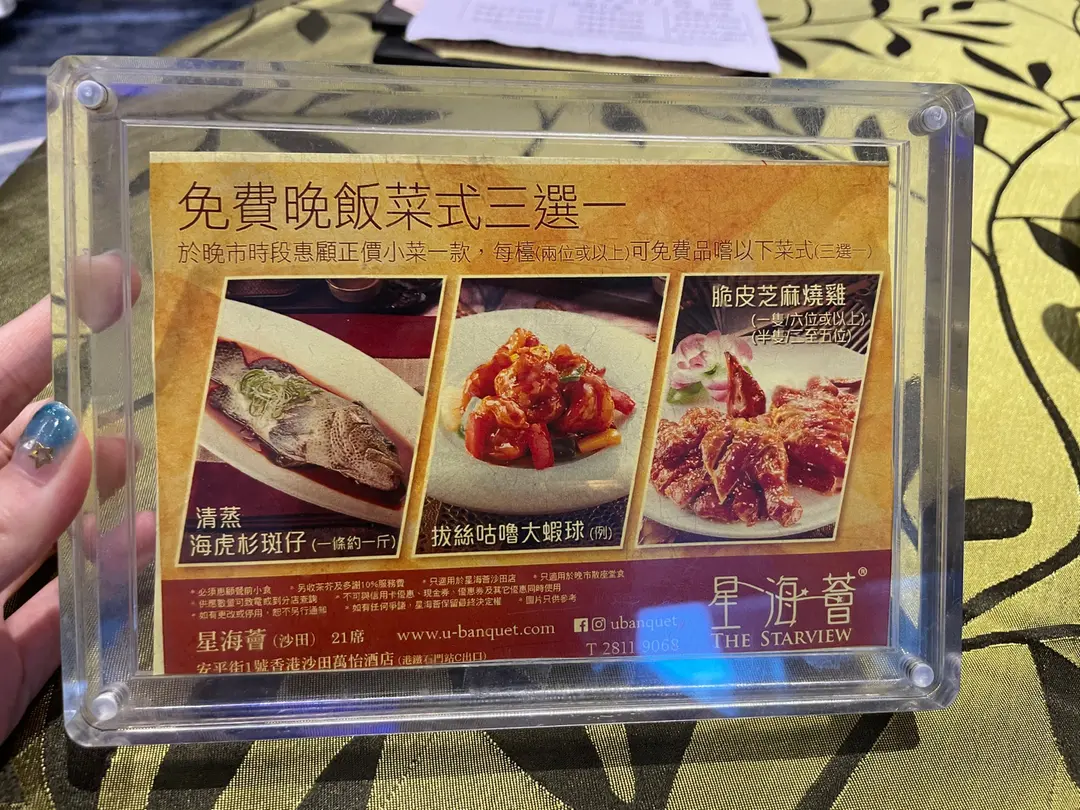 免費晚飯菜式三選一
於晚市時段惠顧正價小菜一款，每檯(兩位或以上)可免費品嚐以下菜式(三選一)
清蒸
海虎杉斑仔 (一條約一斤)
拔絲咕嚕大蝦球 (例)
脆皮芝麻燒雞
(一隻/六位或以上)
(半隻/二至五位)
* 必須惠顧餐前小食 * 另收茶芥及參謝10%服務費 * 只適用於星海薈沙田店 * 只適用於晚市散座堂食
* 供應數量可致電或到分店查詢 * 不可與信用卡優惠、現金券、優惠券及其它優惠同時使用
* 如有更改或停用，恕不另行通知 * 如有任何爭議，星海薈保留最終決定權 * 圖片只供參考
星海薈 (沙田) 21席 www.u-banquet.com ubanquet
安平街1號香港沙田萬怡酒店 (港鐵石門站C出口) T 2811 9068
星海薈®
THE STARVIEW